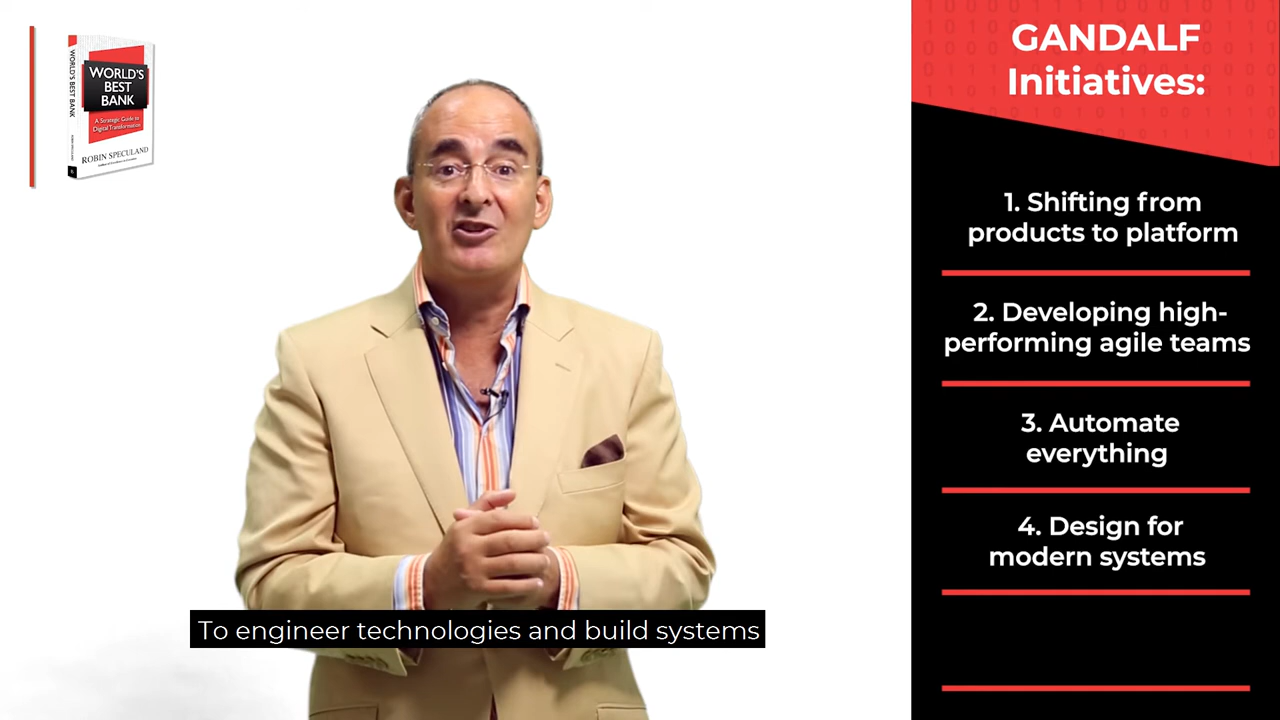 WORLD'S BEST BANK
WORLD'S
BEST
BANK
A Strategic Guide to
Digital Transformation
ROBIN SPECULAND
GANDALF
Initiatives:
1. Shifting from
products to platform
2. Developing high-
performing agile teams
3. Automate
everything
4. Design for
modern systems
To engineer technologies and build systems